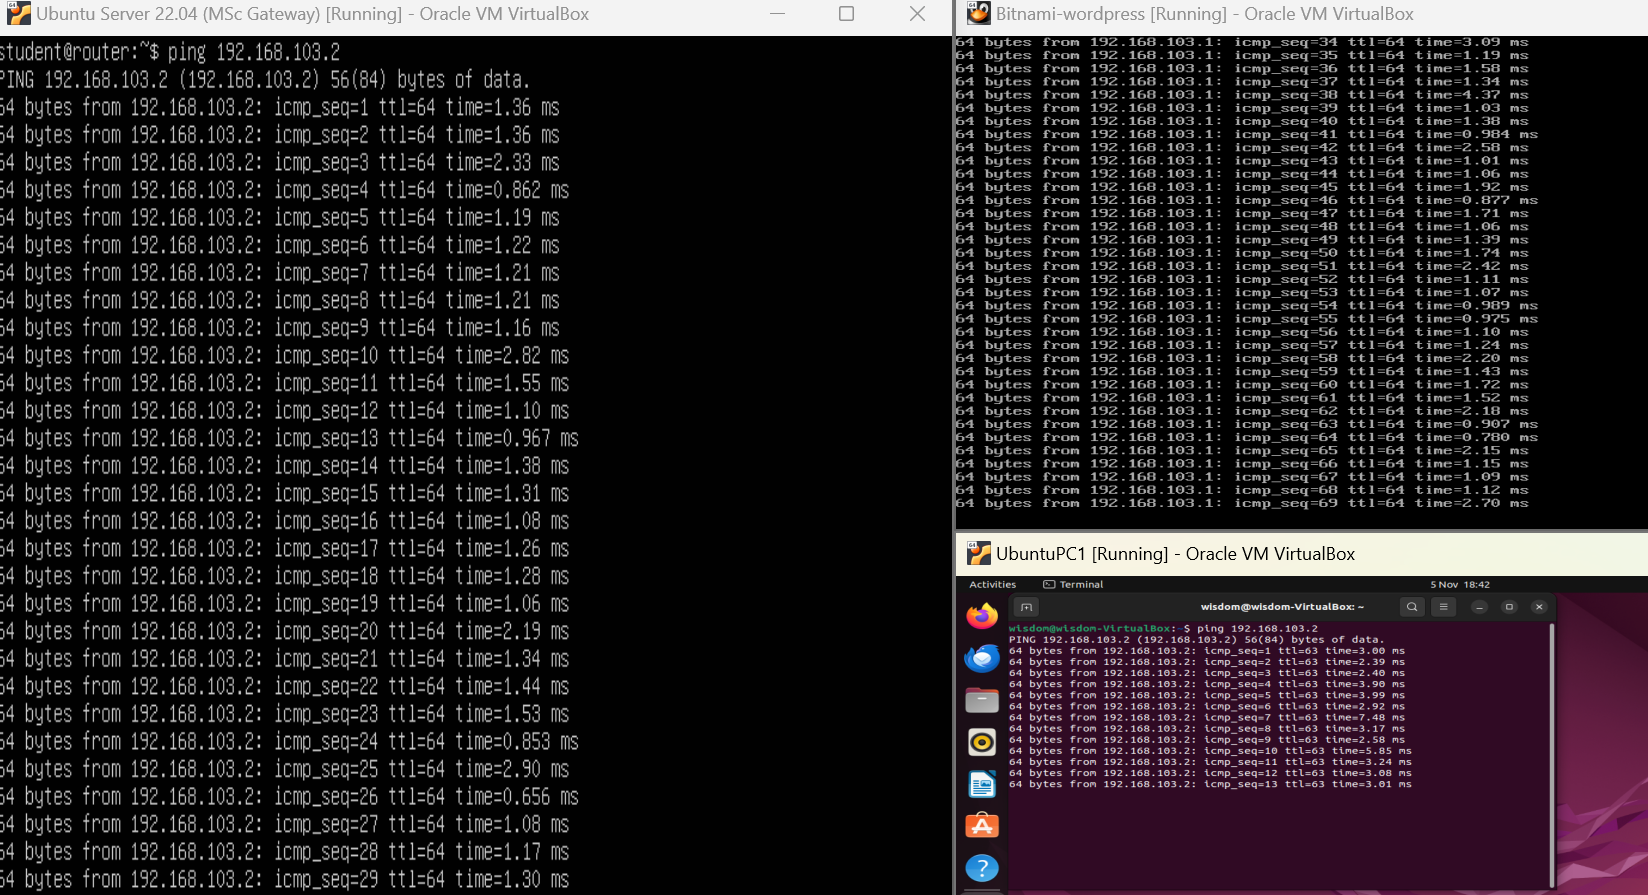 Ubuntu Server 22.04 (MSc Gateway) [Running] - Oracle VM VirtualBox
student@router:~$ ping 192.168.103.2
PING 192.168.103.2 (192.168.103.2) 56(84) bytes of data.
64 bytes from 192.168.103.2: icmp_seq=1 ttl=64 time=1.36 ms
64 bytes from 192.168.103.2: icmp_seq=2 ttl=64 time=1.36 ms
64 bytes from 192.168.103.2: icmp_seq=3 ttl=64 time=2.33 ms
64 bytes from 192.168.103.2: icmp_seq=4 ttl=64 time=0.862 ms
64 bytes from 192.168.103.2: icmp_seq=5 ttl=64 time=1.19 ms
64 bytes from 192.168.103.2: icmp_seq=6 ttl=64 time=1.22 ms
64 bytes from 192.168.103.2: icmp_seq=7 ttl=64 time=1.21 ms
64 bytes from 192.168.103.2: icmp_seq=8 ttl=64 time=1.21 ms
64 bytes from 192.168.103.2: icmp_seq=9 ttl=64 time=1.16 ms
64 bytes from 192.168.103.2: icmp_seq=10 ttl=64 time=2.82 ms
64 bytes from 192.168.103.2: icmp_seq=11 ttl=64 time=1.55 ms
64 bytes from 192.168.103.2: icmp_seq=12 ttl=64 time=1.10 ms
64 bytes from 192.168.103.2: icmp_seq=13 ttl=64 time=0.967 ms
64 bytes from 192.168.103.2: icmp_seq=14 ttl=64 time=1.38 ms
64 bytes from 192.168.103.2: icmp_seq=15 ttl=64 time=1.31 ms
64 bytes from 192.168.103.2: icmp_seq=16 ttl=64 time=1.08 ms
64 bytes from 192.168.103.2: icmp_seq=17 ttl=64 time=1.26 ms
64 bytes from 192.168.103.2: icmp_seq=18 ttl=64 time=1.28 ms
64 bytes from 192.168.103.2: icmp_seq=19 ttl=64 time=1.06 ms
64 bytes from 192.168.103.2: icmp_seq=20 ttl=64 time=2.19 ms
64 bytes from 192.168.103.2: icmp_seq=21 ttl=64 time=1.34 ms
64 bytes from 192.168.103.2: icmp_seq=22 ttl=64 time=1.44 ms
64 bytes from 192.168.103.2: icmp_seq=23 ttl=64 time=1.53 ms
64 bytes from 192.168.103.2: icmp_seq=24 ttl=64 time=0.853 ms
64 bytes from 192.168.103.2: icmp_seq=25 ttl=64 time=2.90 ms
64 bytes from 192.168.103.2: icmp_seq=26 ttl=64 time=0.656 ms
64 bytes from 192.168.103.2: icmp_seq=27 ttl=64 time=1.08 ms
64 bytes from 192.168.103.2: icmp_seq=28 ttl=64 time=1.17 ms
64 bytes from 192.168.103.2: icmp_seq=29 ttl=64 time=1.30 ms
Bitnami-wordpress [Running] - Oracle VM VirtualBox
64 bytes from 192.168.103.1: icmp_seq=34 ttl=64 time=3.09 ms
64 bytes from 192.168.103.1: icmp_seq=35 ttl=64 time=1.19 ms
64 bytes from 192.168.103.1: icmp_seq=36 ttl=64 time=1.58 ms
64 bytes from 192.168.103.1: icmp_seq=37 ttl=64 time=1.34 ms
64 bytes from 192.168.103.1: icmp_seq=38 ttl=64 time=4.37 ms
64 bytes from 192.168.103.1: icmp_seq=39 ttl=64 time=1.03 ms
64 bytes from 192.168.103.1: icmp_seq=40 ttl=64 time=1.38 ms
64 bytes from 192.168.103.1: icmp_seq=41 ttl=64 time=0.984 ms
64 bytes from 192.168.103.1: icmp_seq=42 ttl=64 time=2.58 ms
64 bytes from 192.168.103.1: icmp_seq=43 ttl=64 time=1.01 ms
64 bytes from 192.168.103.1: icmp_seq=44 ttl=64 time=1.06 ms
64 bytes from 192.168.103.1: icmp_seq=45 ttl=64 time=1.92 ms
64 bytes from 192.168.103.1: icmp_seq=46 ttl=64 time=0.877 ms
64 bytes from 192.168.103.1: icmp_seq=47 ttl=64 time=1.71 ms
64 bytes from 192.168.103.1: icmp_seq=48 ttl=64 time=1.06 ms
64 bytes from 192.168.103.1: icmp_seq=49 ttl=64 time=1.39 ms
64 bytes from 192.168.103.1: icmp_seq=50 ttl=64 time=1.74 ms
64 bytes from 192.168.103.1: icmp_seq=51 ttl=64 time=2.42 ms
64 bytes from 192.168.103.1: icmp_seq=52 ttl=64 time=1.11 ms
64 bytes from 192.168.103.1: icmp_seq=53 ttl=64 time=1.07 ms
64 bytes from 192.168.103.1: icmp_seq=54 ttl=64 time=0.989 ms
64 bytes from 192.168.103.1: icmp_seq=55 ttl=64 time=0.975 ms
64 bytes from 192.168.103.1: icmp_seq=56 ttl=64 time=1.10 ms
64 bytes from 192.168.103.1: icmp_seq=57 ttl=64 time=1.24 ms
64 bytes from 192.168.103.1: icmp_seq=58 ttl=64 time=2.20 ms
64 bytes from 192.168.103.1: icmp_seq=59 ttl=64 time=1.43 ms
64 bytes from 192.168.103.1: icmp_seq=60 ttl=64 time=1.72 ms
64 bytes from 192.168.103.1: icmp_seq=61 ttl=64 time=1.52 ms
64 bytes from 192.168.103.1: icmp_seq=62 ttl=64 time=2.18 ms
64 bytes from 192.168.103.1: icmp_seq=63 ttl=64 time=0.907 ms
64 bytes from 192.168.103.1: icmp_seq=64 ttl=64 time=0.780 ms
64 bytes from 192.168.103.1: icmp_seq=65 ttl=64 time=2.15 ms
64 bytes from 192.168.103.1: icmp_seq=66 ttl=64 time=1.15 ms
64 bytes from 192.168.103.1: icmp_seq=67 ttl=64 time=1.09 ms
64 bytes from 192.168.103.1: icmp_seq=68 ttl=64 time=1.12 ms
64 bytes from 192.168.103.1: icmp_seq=69 ttl=64 time=2.70 ms
UbuntuPC1 [Running] - Oracle VM VirtualBox
Activities Terminal 5 Nov 18:42
wisdom@wisdom-VirtualBox: ~
wisdom@wisdom-VirtualBox:~$ ping 192.168.103.2
PING 192.168.103.2 (192.168.103.2) 56(84) bytes of data.
64 bytes from 192.168.103.2: icmp_seq=1 ttl=63 time=3.00 ms
64 bytes from 192.168.103.2: icmp_seq=2 ttl=63 time=2.39 ms
64 bytes from 192.168.103.2: icmp_seq=3 ttl=63 time=2.40 ms
64 bytes from 192.168.103.2: icmp_seq=4 ttl=63 time=3.90 ms
64 bytes from 192.168.103.2: icmp_seq=5 ttl=63 time=3.99 ms
64 bytes from 192.168.103.2: icmp_seq=6 ttl=63 time=2.92 ms
64 bytes from 192.168.103.2: icmp_seq=7 ttl=63 time=7.48 ms
64 bytes from 192.168.103.2: icmp_seq=8 ttl=63 time=3.17 ms
64 bytes from 192.168.103.2: icmp_seq=9 ttl=63 time=2.58 ms
64 bytes from 192.168.103.2: icmp_seq=10 ttl=63 time=5.85 ms
64 bytes from 192.168.103.2: icmp_seq=11 ttl=63 time=3.24 ms
64 bytes from 192.168.103.2: icmp_seq=12 ttl=63 time=3.08 ms
64 bytes from 192.168.103.2: icmp_seq=13 ttl=63 time=3.01 ms